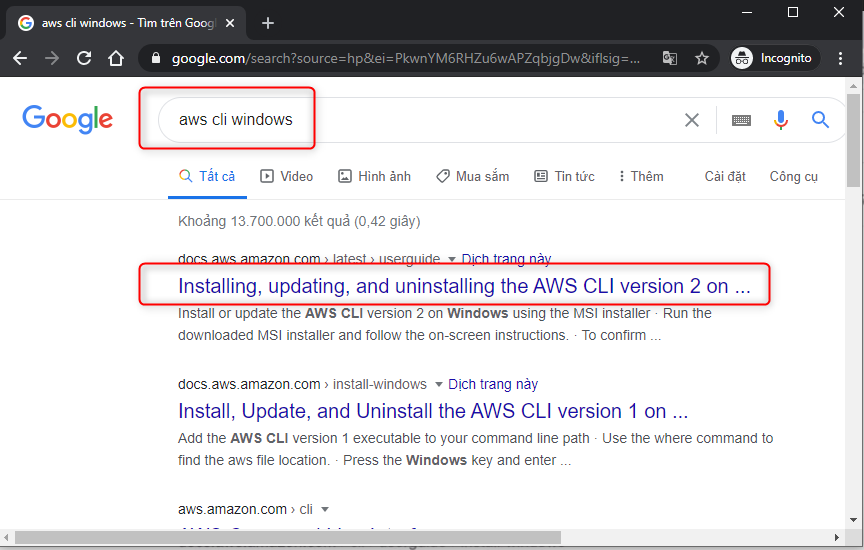 aws cli windows - Tìm trên Goog
google.com/search?source=hp&ei=PkwnYM6RHZu6wAPZqbjgDw&iflsig=...
Incognito
Google
aws cli windows
Tất cả Video Hình ảnh Mua sắm Tin tức Thêm Cài đặt Công cụ
Khoảng 13.700.000 kết quả (0,42 giây)
docs.aws.amazon.com › latest › userguide Dịch trang này
Installing, updating, and uninstalling the AWS CLI version 2 on ...
Install or update the AWS CLI version 2 on Windows using the MSI installer · Run the
downloaded MSI installer and follow the on-screen instructions. · To confirm ...
docs.aws.amazon.com › install-windows Dịch trang này
Install, Update, and Uninstall the AWS CLI version 1 on ...
Add the AWS CLI version 1 executable to your command line path · Use the where command to
find the aws file location. · Press the Windows key and enter ...
aws.amazon.com › cli